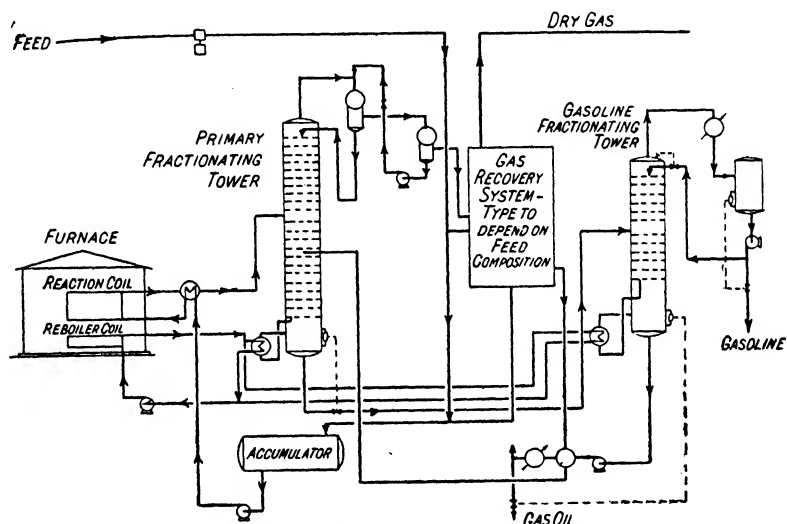 FEED
DRY GAS
PRIMARY
FRACTIONATING
TOWER
GAS
RECOVERY
SYSTEM-
TYPE TO
DEPEND ON
FEED
COMPOSITION
GASOLINE
FRACTIONATING
TOWER
FURNACE
REACTION COIL
REBOILER COIL
GASOLINE
ACCUMULATOR
GAS OIL